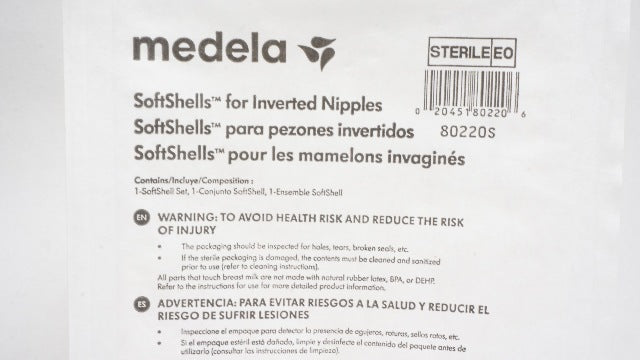 medela
STERILE EO
SoftShells™ for Inverted Nipples
0 20451 80220 6
SoftShells™ para pezones invertidos
80220S
SoftShells™ pour les mamelons invaginés
Contains/Incluye/Composition :
1-SoftShell Set, 1-Conjunto SoftShell, 1-Ensemble SoftShell
EN WARNING: TO AVOID HEALTH RISK AND REDUCE THE RISK
OF INJURY
• The packaging should be inspected for holes, tears, broken seals, etc.
• If the sterile packaging is damaged, the contents must be cleaned and sanitized
prior to use (refer to cleaning instructions).
All parts that touch breast milk are not made with natural rubber latex, BPA, or DEHP.
Refer to the instructions for use for more detailed product information.
ES ADVERTENCIA: PARA EVITAR RIESGOS A LA SALUD Y REDUCIR EL
RIESGO DE SUFRIR LESIONES
• Inspeccione el empaque para detectar la presencia de agujeros, roturas, sellos rotos, etc.
• Si el empaque estéril está dañado, limpie y desinfecte el contenido del paquete antes de
utilizarlo (consultar las instrucciones de limpieza).